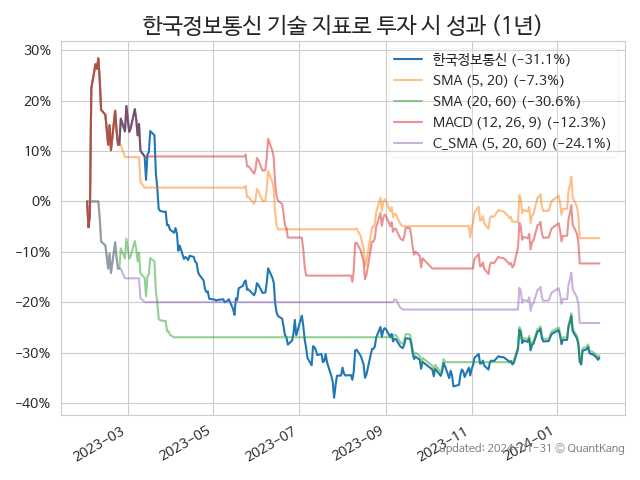 한국정보통신 기술 지표로 투자 시 성과 (1년)
30%
20%
10%
0%
−10%
−20%
−30%
−40%
한국정보통신 (−31.1%)
SMA (5, 20) (−7.3%)
SMA (20, 60) (−30.6%)
MACD (12, 26, 9) (−12.3%)
C_SMA (5, 20, 60) (−24.1%)
2023-03
2023-05
2023-07
2023-09
2023-11
2024-01
Updated: 2024-01-31 © QuantKang